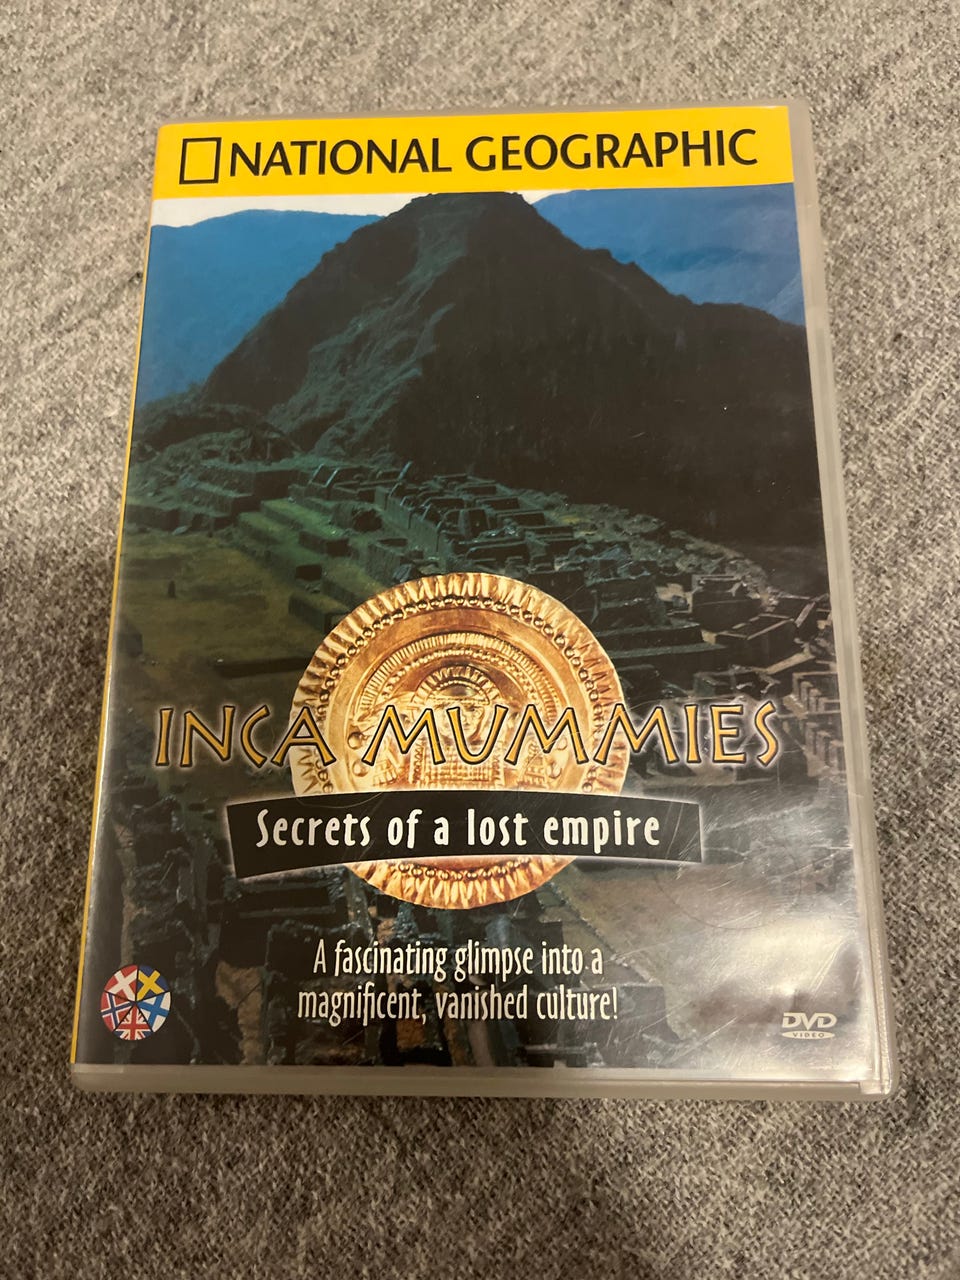 NATIONAL GEOGRAPHIC
INCA MUMMIES
Secrets of a lost empire
A fascinating glimpse into a
magnificent, vanished culture!
DVD
VIDEO